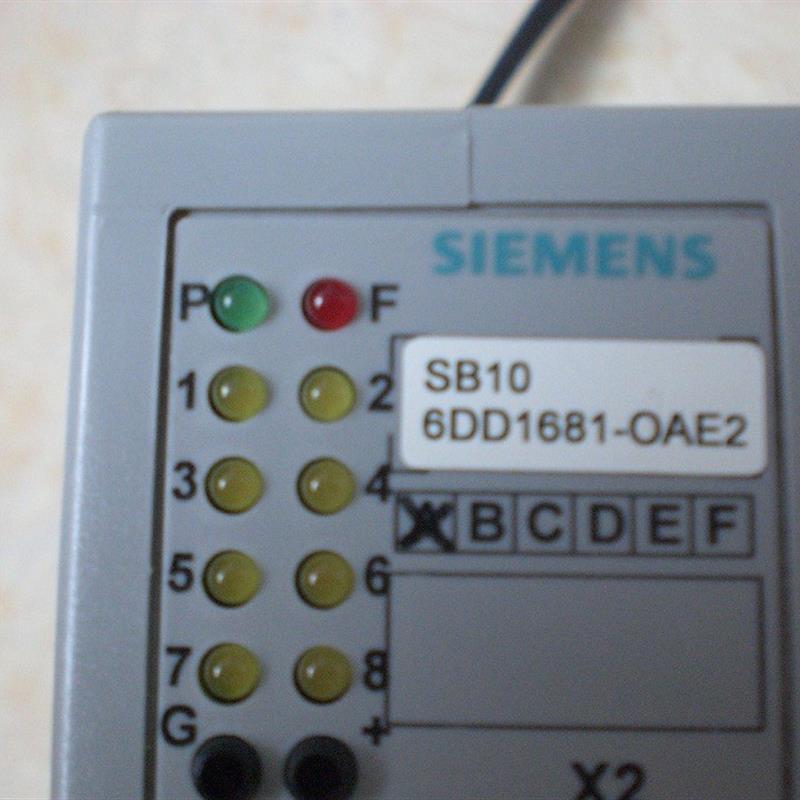 SIEMENS
P F
1 2
SB10
6DD1681-OAE2
3 4
B C D E F
5 6
7 8
G +
X2